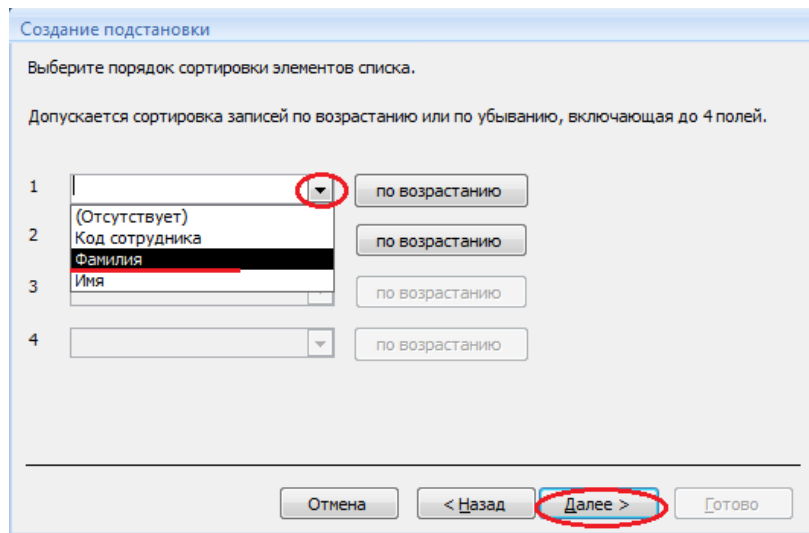 Создание подстановки
Выберите порядок сортировки элементов списка.
Допускается сортировка записей по возрастанию или по убыванию, включающая до 4 полей.
1 по возрастанию
(Отсутствует)
2 Код сотрудника по возрастанию
Фамилия
3 Имя по возрастанию
4 по возрастанию
Отмена < Назад Далее > Готово